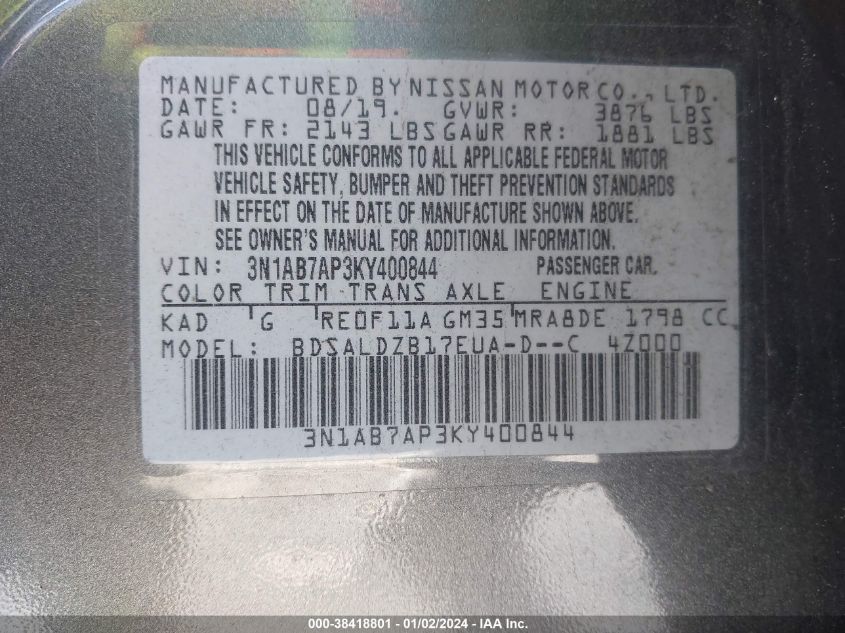 MANUFACTURED BY NISSAN MOTOR CO., LTD.
DATE: 08/19. GVWR: 3876 LBS
GAWR FR: 2143 LBS GAWR RR: 1881 LBS
THIS VEHICLE CONFORMS TO ALL APPLICABLE FEDERAL MOTOR
VEHICLE SAFETY, BUMPER AND THEFT PREVENTION STANDARDS
IN EFFECT ON THE DATE OF MANUFACTURE SHOWN ABOVE.
SEE OWNER'S MANUAL FOR ADDITIONAL INFORMATION.
VIN: 3N1AB7AP3KY400844 PASSENGER CAR.
COLOR TRIM TRANS AXLE ENGINE
KAD G RE0F11A GM35 MRA8DE 1798 CC
MODEL: BDSALDZB17EUA-D--C 4Z000
3N1AB7AP3KY400844
000-38418801 - 01/02/2024 - IAA Inc.